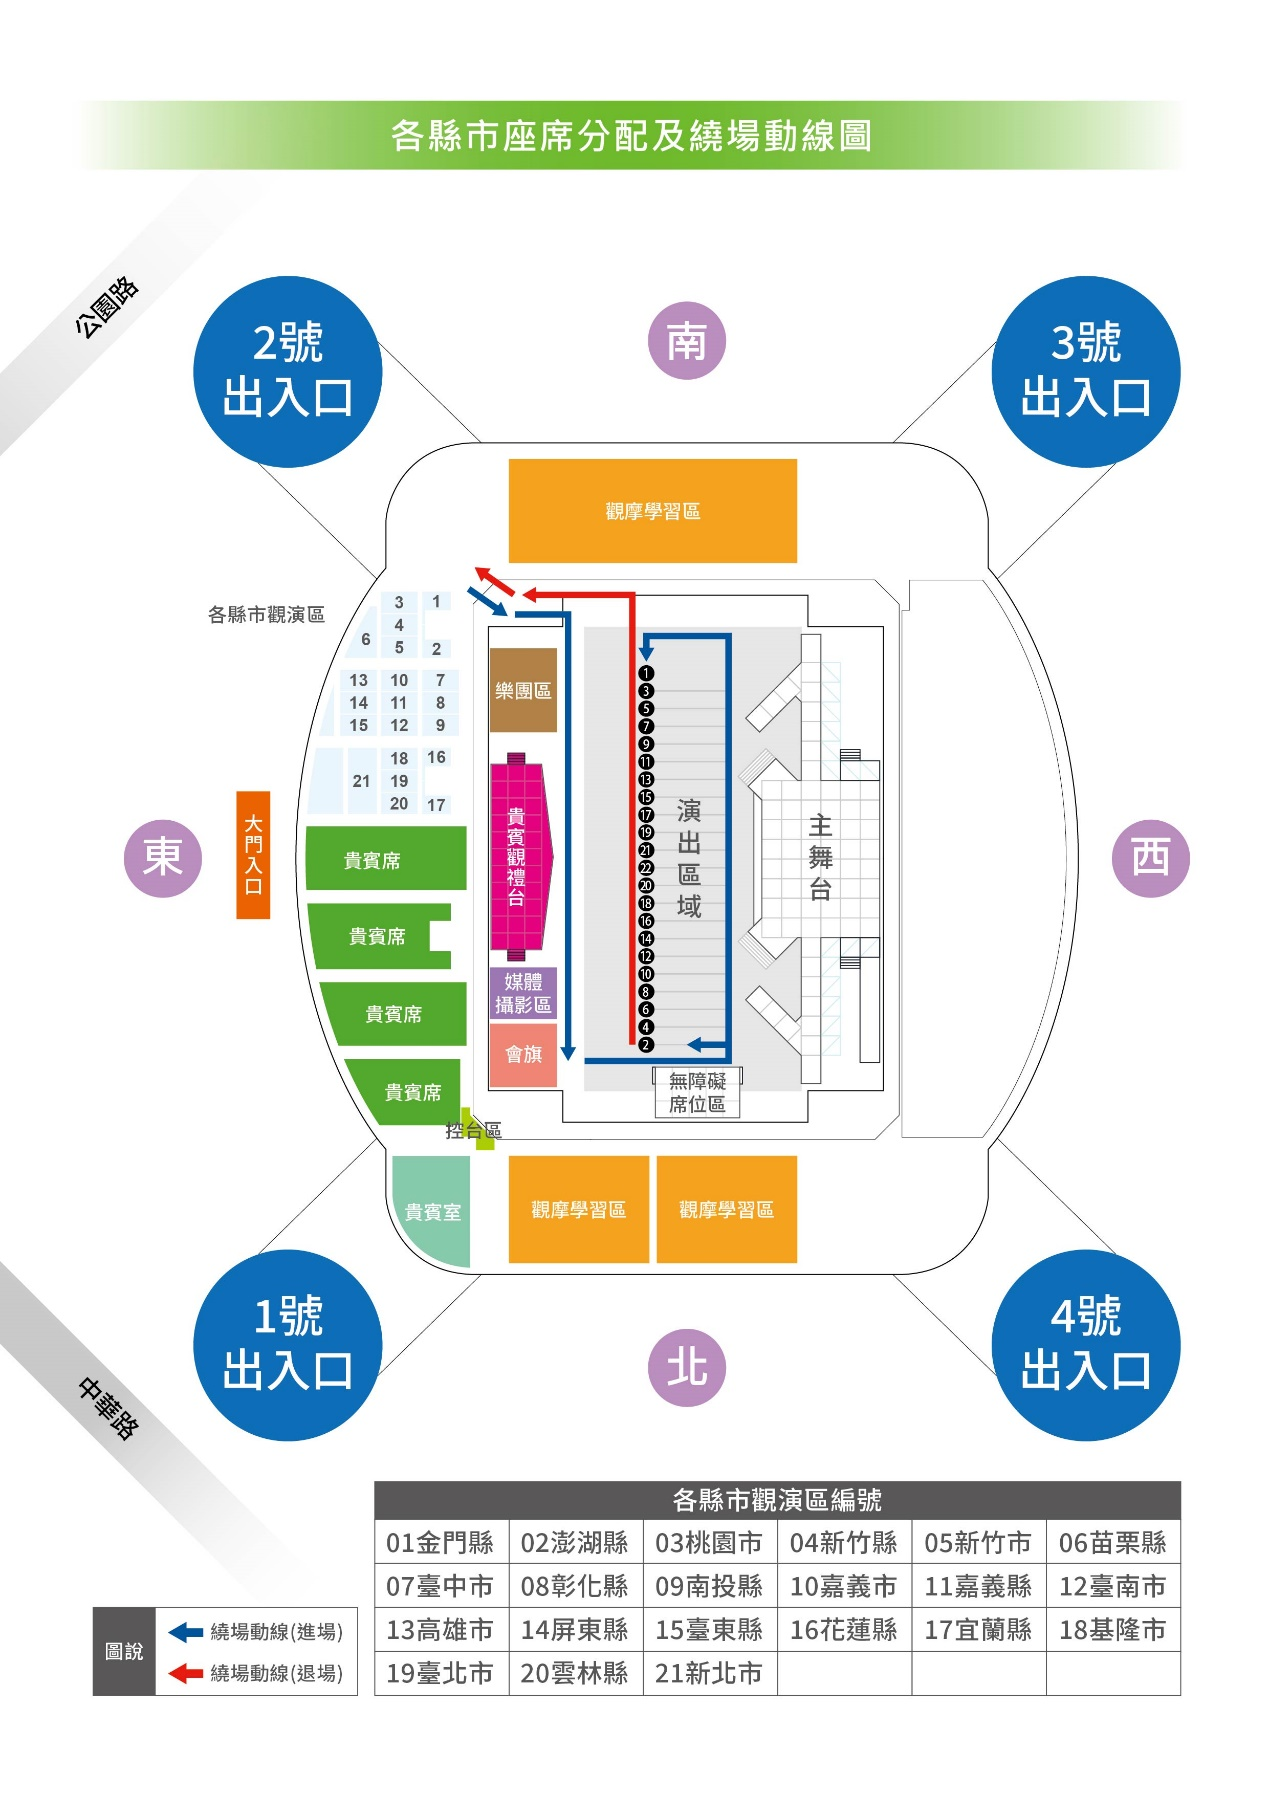 各縣市座席分配及繞場動線圖
公園路
2號
出入口
南
3號
出入口
觀摩學習區
各縣市觀演區
3 1
4
6 5 2
13 10 7
14 11 8
15 12 9
18 16
21 19
20 17
樂團區
1
3
5
7
9
11
13
15
17
19
21
22
20
18
16
14
12
10
8
6
4
2
演出區域
主舞台
東
大門入口
西
貴賓席
貴賓席
貴賓席
貴賓席
貴賓觀禮台
媒體
攝影區
會旗
無障礙
席位區
控台區
貴賓室
觀摩學習區
觀摩學習區
1號
出入口
北
4號
出入口
中華路
各縣市觀演區編號
01金門縣 02澎湖縣 03桃園市 04新竹縣 05新竹市 06苗栗縣
07臺中市 08彰化縣 09南投縣 10嘉義市 11嘉義縣 12臺南市
13高雄市 14屏東縣 15臺東縣 16花蓮縣 17宜蘭縣 18基隆市
19臺北市 20雲林縣 21新北市
圖說
繞場動線(進場)
繞場動線(退場)